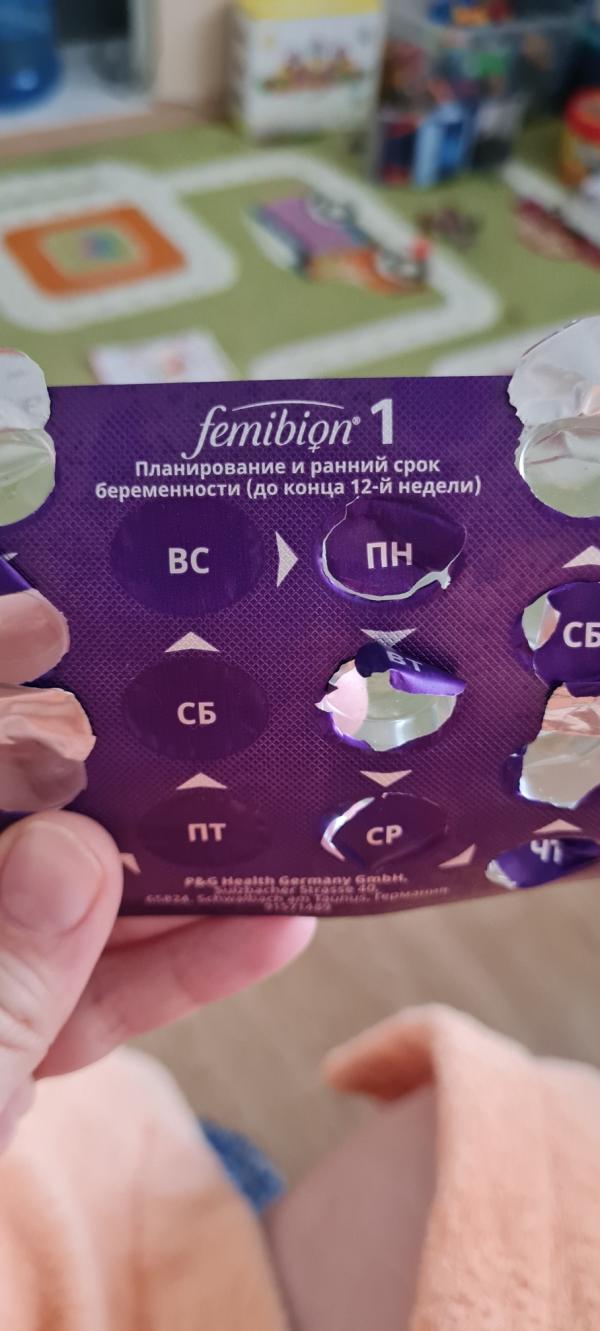 femibion® 1
Планирование и ранний срок
беременности (до конца 12-й недели)
ВС ПН
СБ
СБ ВТ
ПТ СР
ЧТ
P&G Health Germany GmbH,
Sulzbacher Strasse 40,
65824, Schwalbach am Taunus, Германия
91571489